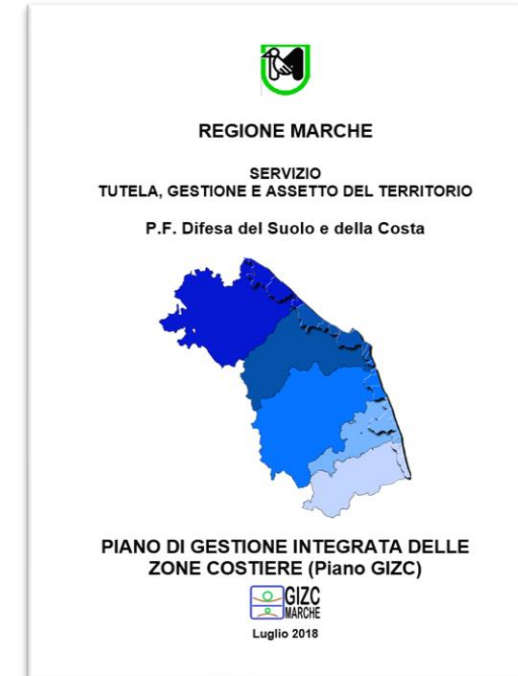 REGIONE MARCHE
SERVIZIO
TUTELA, GESTIONE E ASSETTO DEL TERRITORIO
P.F. Difesa del Suolo e della Costa
PIANO DI GESTIONE INTEGRATA DELLE
ZONE COSTIERE (Piano GIZC)
GIZC
MARCHE
Luglio 2018